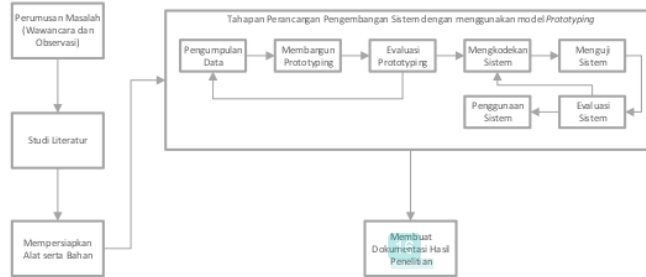 Perumusan Masalah
(Wawancara dan
Observasi)
Studi Literatur
Mempersiapkan
Alat serta Bahan
Tahapan Perancangan Pengembangan Sistem dengan menggunakan model Prototyping
Pengumpulan
Data
Membangun
Prototyping
Evaluasi
Prototyping
Mengkodekan
Sistem
Menguji
Sistem
Penggunaan
Sistem
Evaluasi
Sistem
Membuat
Dokumentasi Hasil
Penelitian